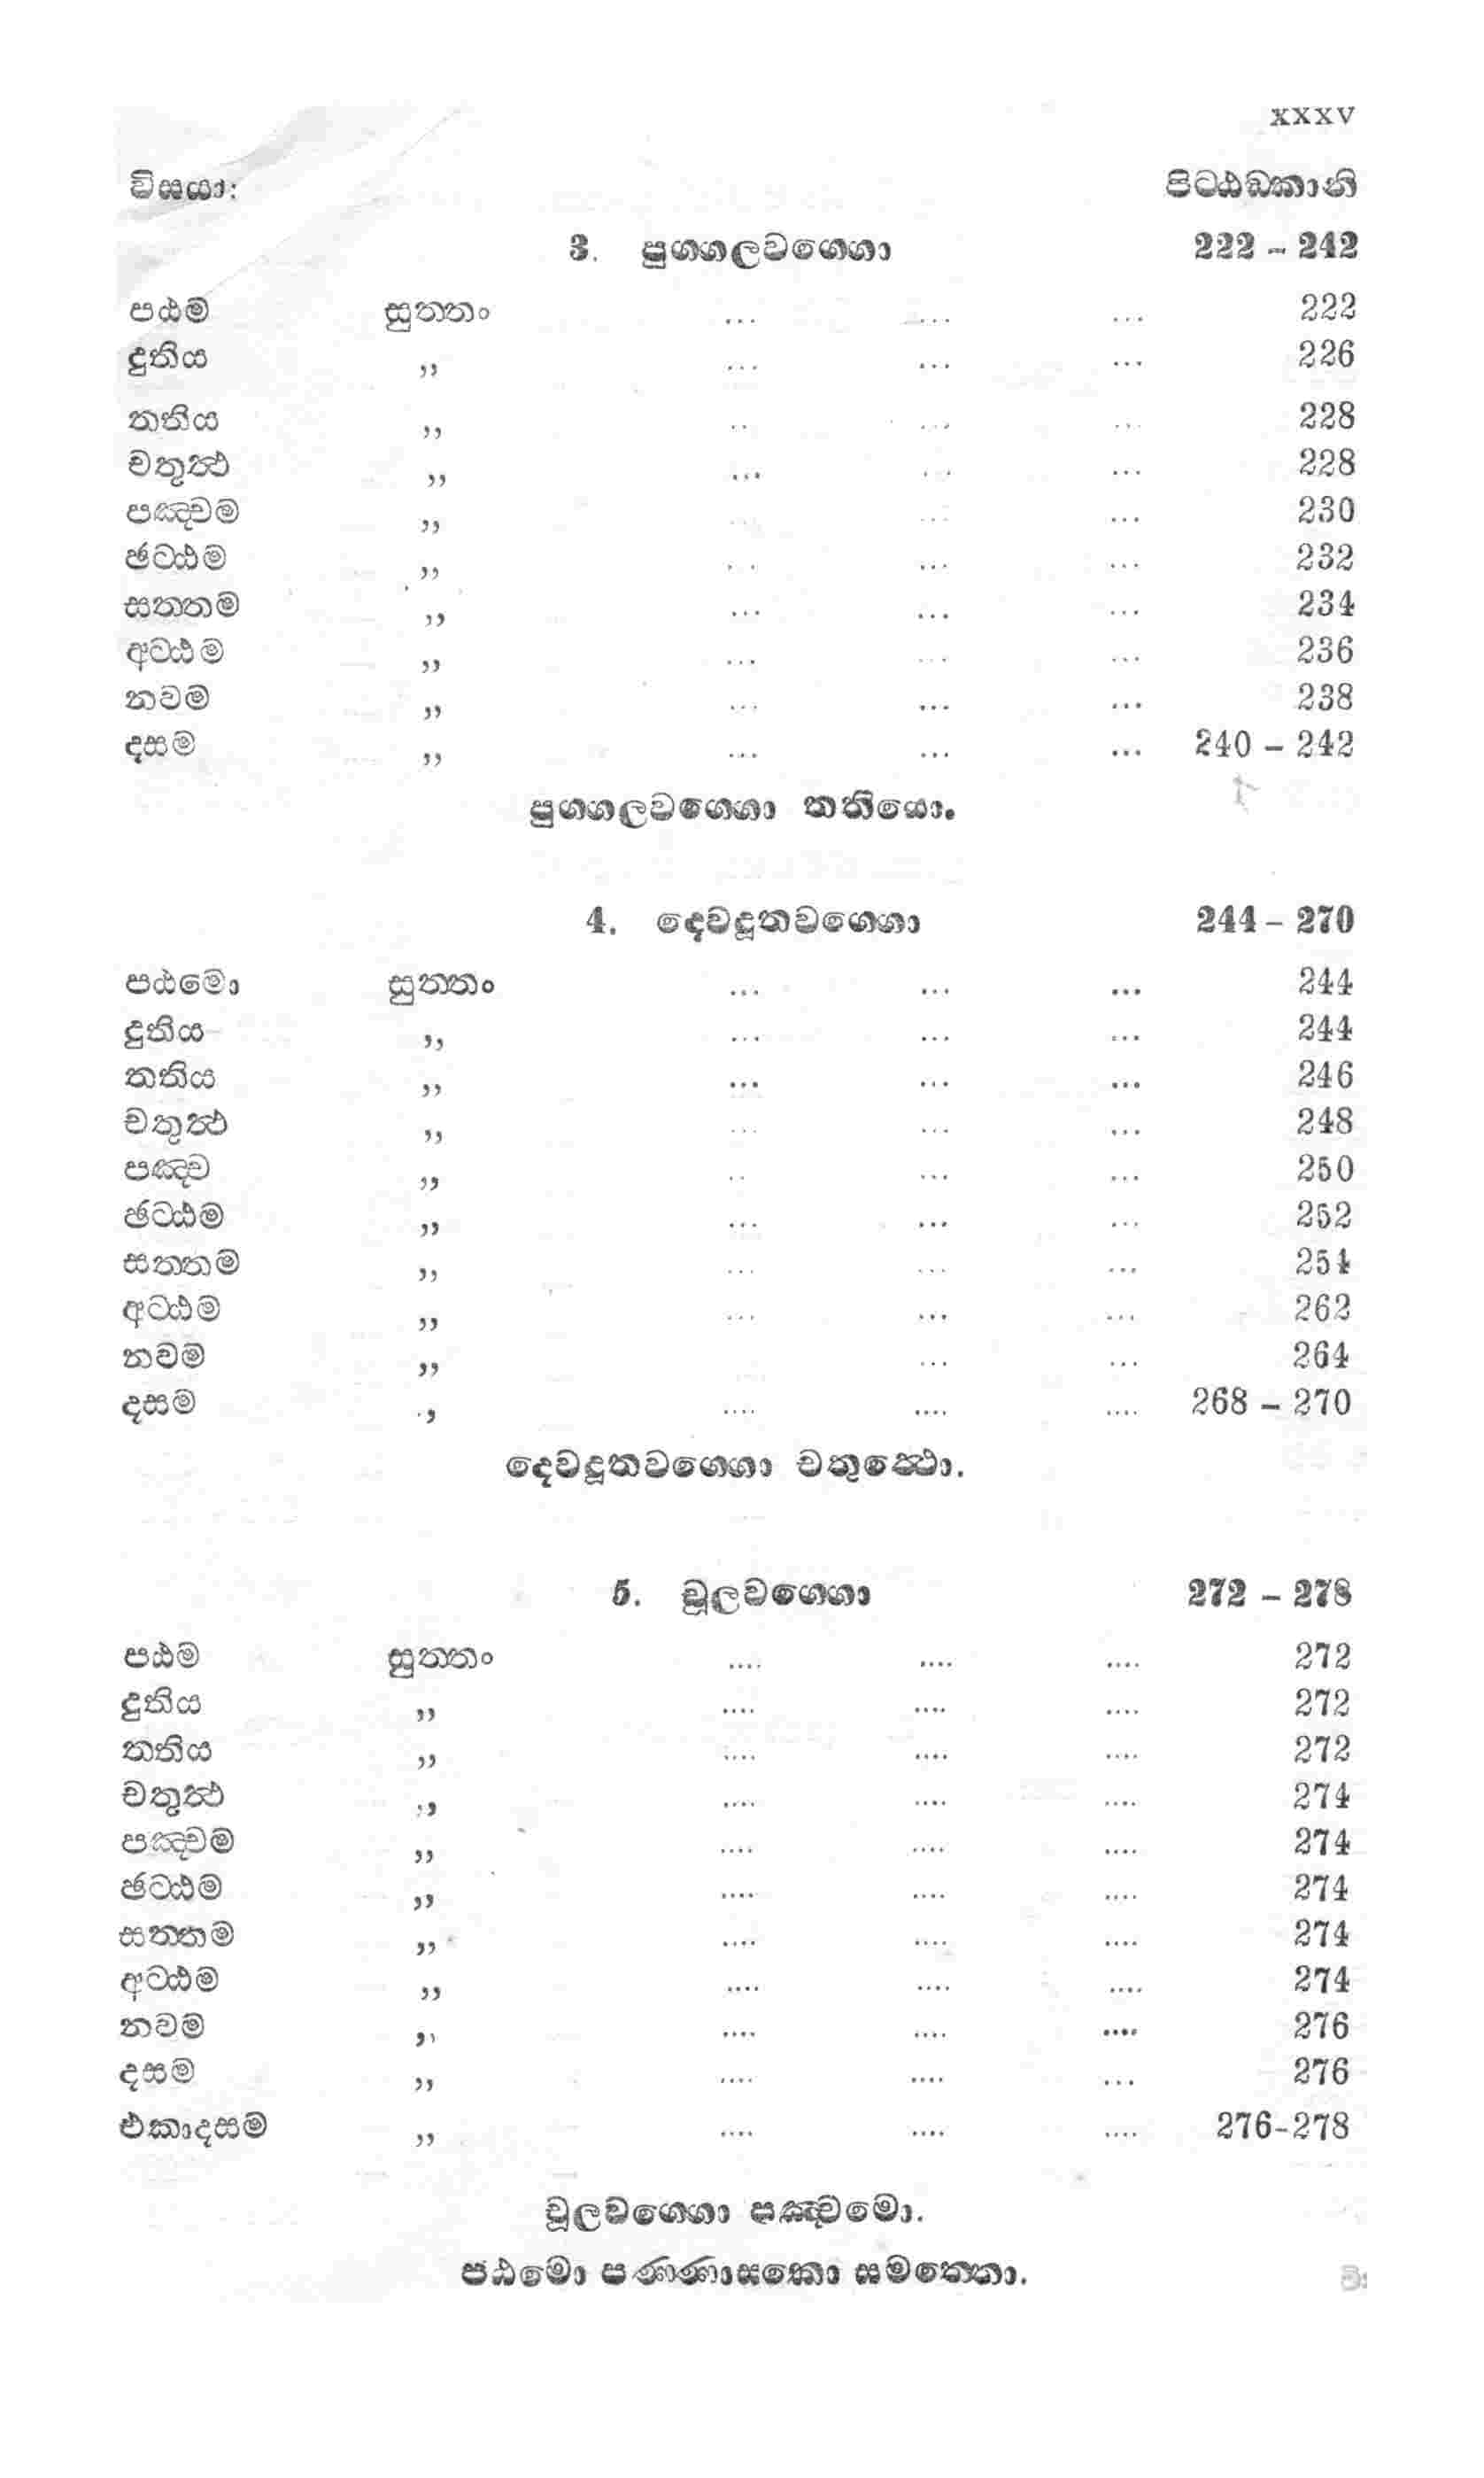 xxxv
විසයා: පිටඪඞකානි
3. පුග්ගලවග්ගො 222 - 242
පඨම සුත්තං ... ... ... 222
දුතිය ,, ... ... ... 226
තතිය ,, .. ... ... 228
චතුත්ථ ,, ... ... ... 228
පඤ්චම ,, ... ... ... 230
ඡට්ඨම ,, ... ... ... 232
සත්තම ,, ... ... ... 234
අට්ඨම ,, ... ... ... 236
නවම ,, ... ... ... 238
දසම ,, ... ... ... 240 - 242
පුග්ගලවග්ගො තතියො.
4. දෙවදූතවග්ගො 244 - 270
පඨමො සුත්තං ... ... ... 244
දුතිය ,, ... ... ... 244
තතිය ,, ... ... ... 246
චතුත්ථ ,, ... ... ... 248
පඤ්ච ,, .. ... ... 250
ඡට්ඨම ,, ... ... ... 252
සත්තම ,, ... ... ... 254
අට්ඨම ,, ... ... ... 262
නවම ,, ... ... 264
දසම ,, .... .... .... 268 - 270
දෙවදූතවග්ගො චතුත්ථො.
5. චූලවග්ගො 272 - 278
පඨම සුත්තං .... .... .... 272
දුතිය ,, .... .... .... 272
තතිය ,, .... .... .... 272
චතුත්ථ ,, .... .... .... 274
පඤ්චම ,, .... .... .... 274
ඡට්ඨම ,, .... .... .... 274
සත්තම ,, .... .... .... 274
අට්ඨම ,, .... .... .... 274
නවම ,, .... .... .... 276
දසම ,, .... .... ... 276
එකාදසම ,, .... .... .... 276-278
චූලවග්ගො පඤ්චමො.
පඨමො පණ්ණාසකො සමත්තො.